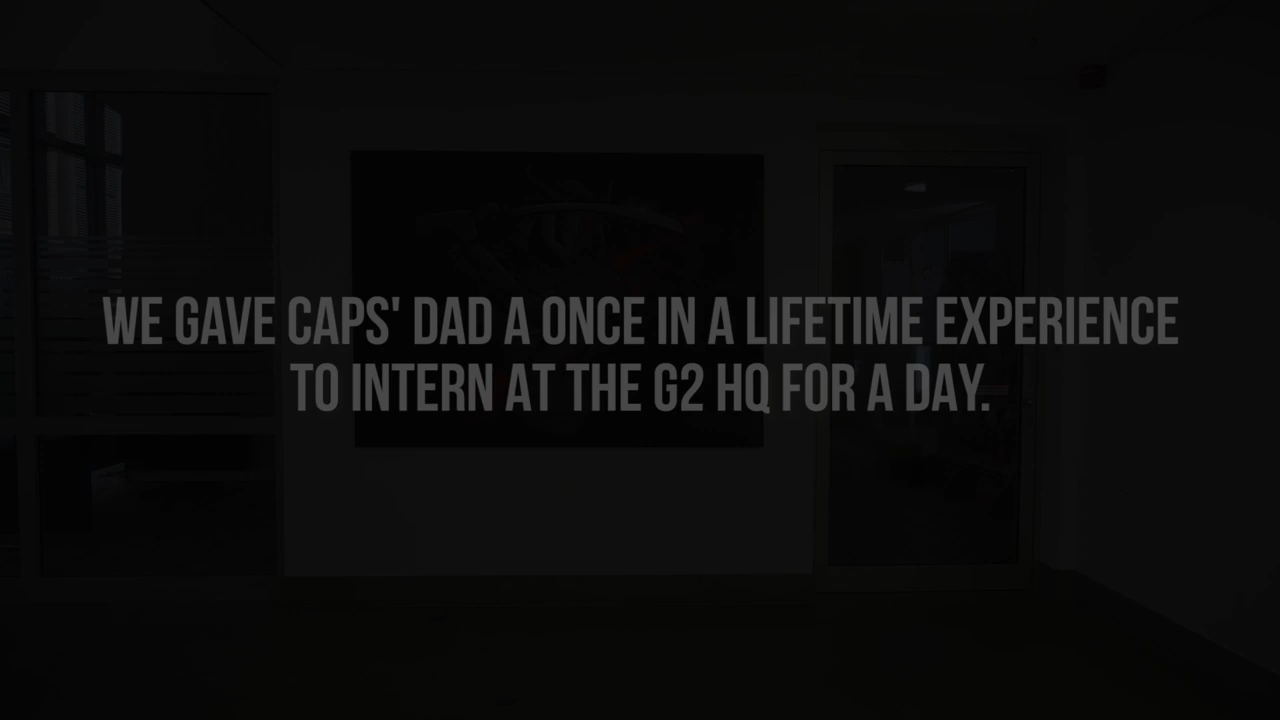 WE GAVE CAPS' DAD A ONCE IN A LIFETIME EXPERIENCE
TO INTERN AT THE G2 HQ FOR A DAY.